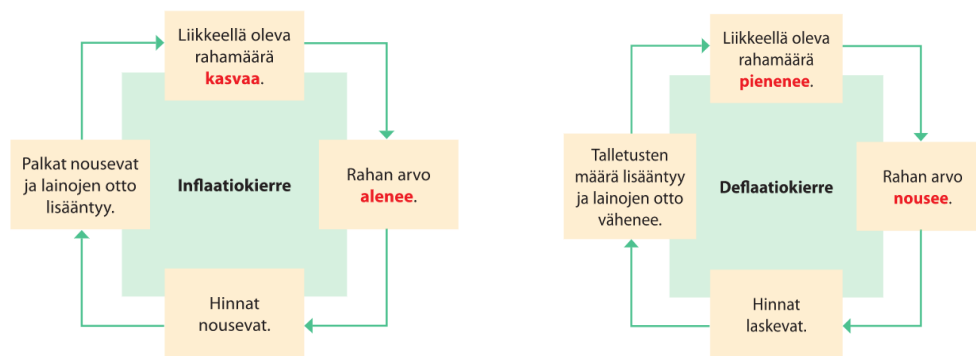 Liikkeellä oleva
rahamäärä
kasvaa.
Rahan arvo
alenee.
Hinnat
nousevat.
Palkat nousevat
ja lainojen otto
lisääntyy.
Inflaatiokierre
Liikkeellä oleva
rahamäärä
pienenee.
Rahan arvo
nousee.
Hinnat
laskevat.
Talletusten
määrä lisääntyy
ja lainojen otto
vähenee.
Deflaatiokierre